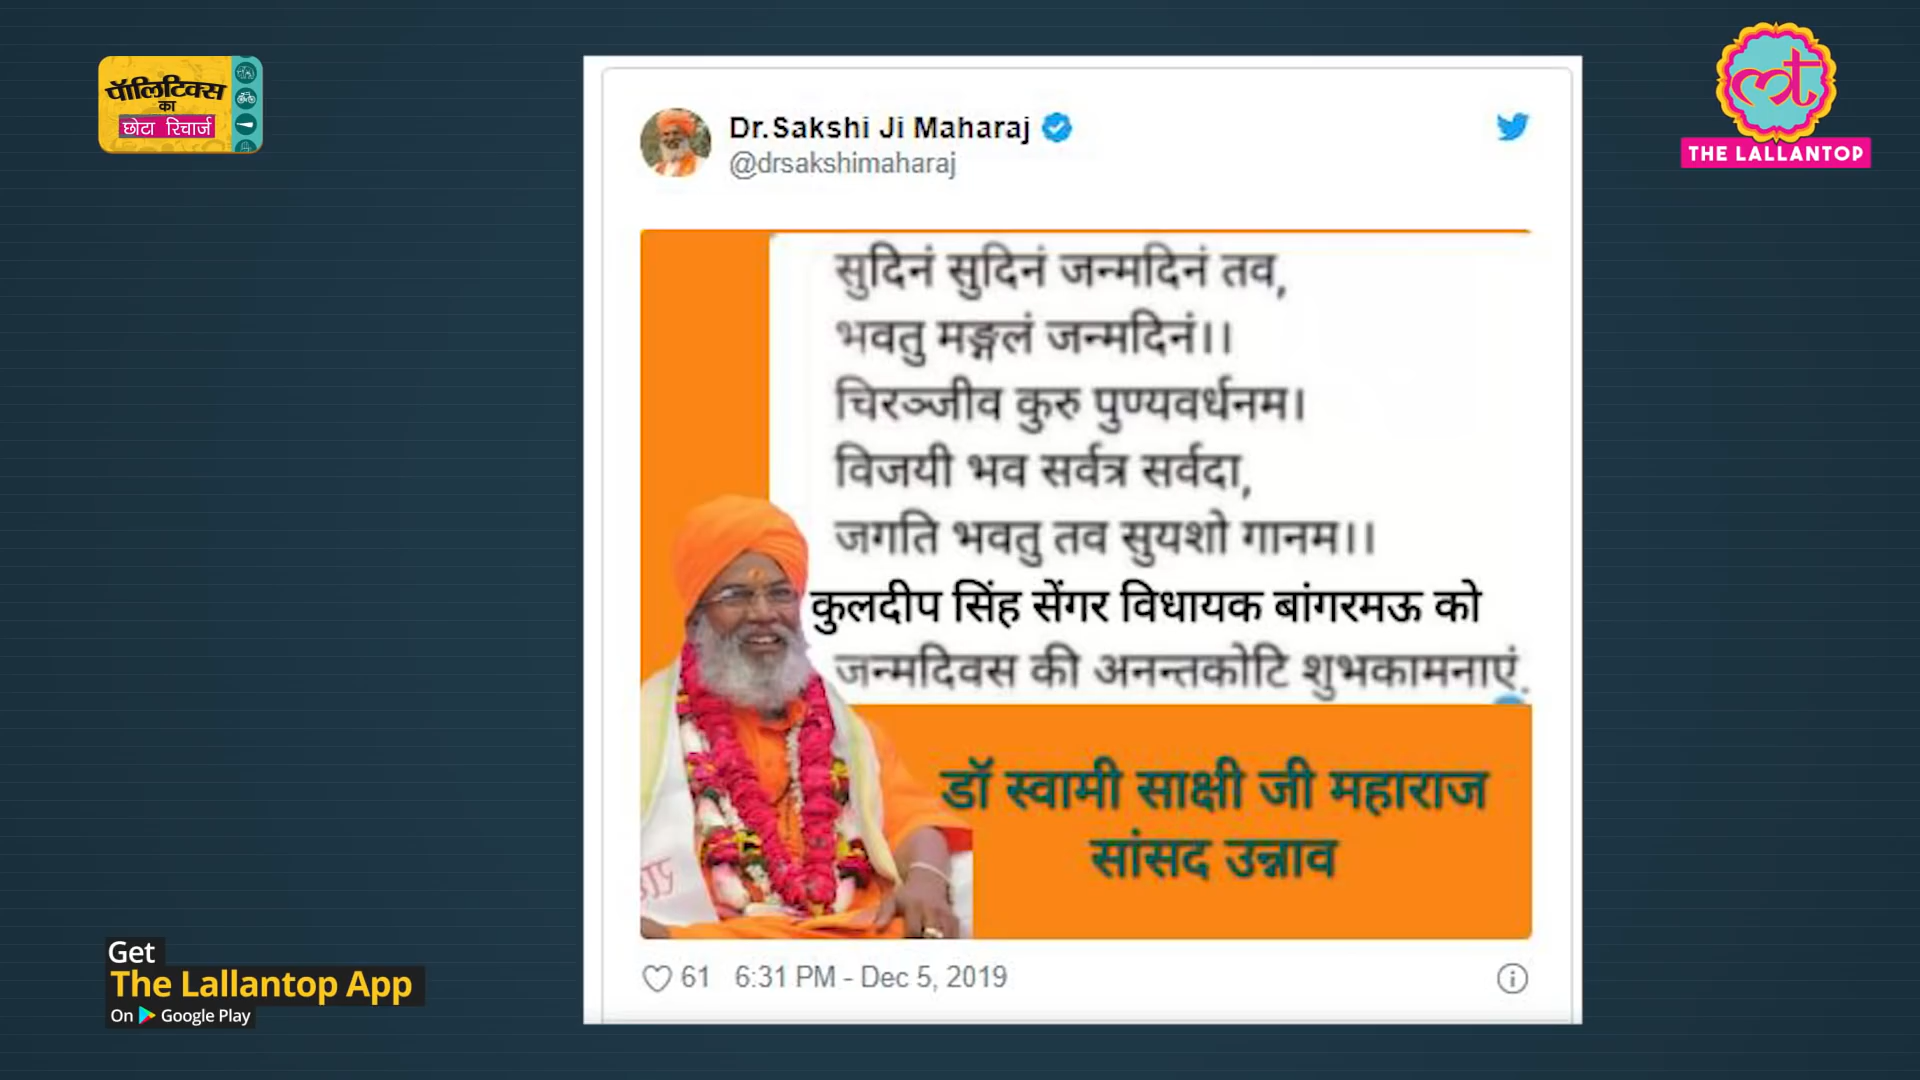 पॉलिटिक्स
का
छोटा रिचार्ज
THE LALLANTOP
Dr.Sakshi Ji Maharaj
@drsakshimaharaj
सुदिनं सुदिनं जन्मदिनं तव,
भवतु मङ्गलं जन्मदिनं।।
चिरञ्जीव कुरु पुण्यवर्धनम।
विजयी भव सर्वत्र सर्वदा,
जगति भवतु तव सुयशो गानम।।
कुलदीप सिंह सेंगर विधायक बांगरमऊ को
जन्मदिवस की अनन्तकोटि शुभकामनाएं.
डॉ स्वामी साक्षी जी महाराज
सांसद उन्नाव
61 6:31 PM - Dec 5, 2019
Get
The Lallantop App
On Google Play